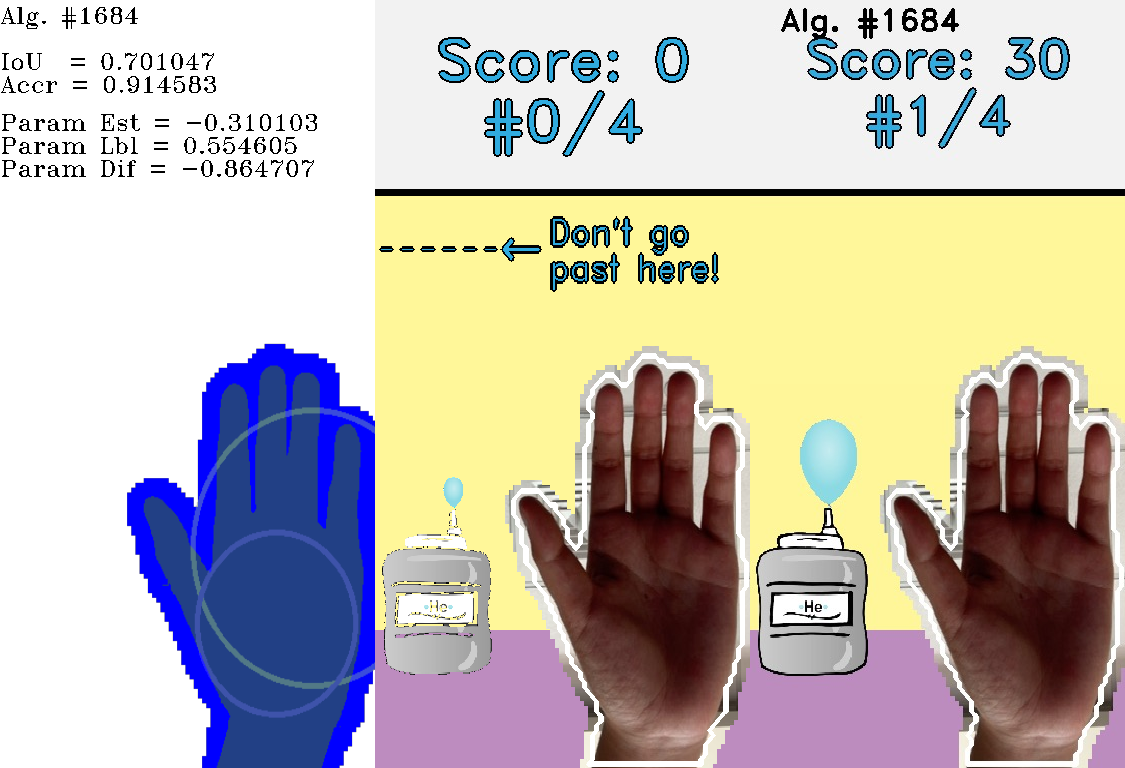 Alg. #1684
IoU = 0.701047
Accr = 0.914583
Param Est = −0.310103
Param Lbl = 0.554605
Param Dif = −0.864707
Score: 0
#0/4
Don't go
past here!
He
Alg. #1684
Score: 30
#1/4
He